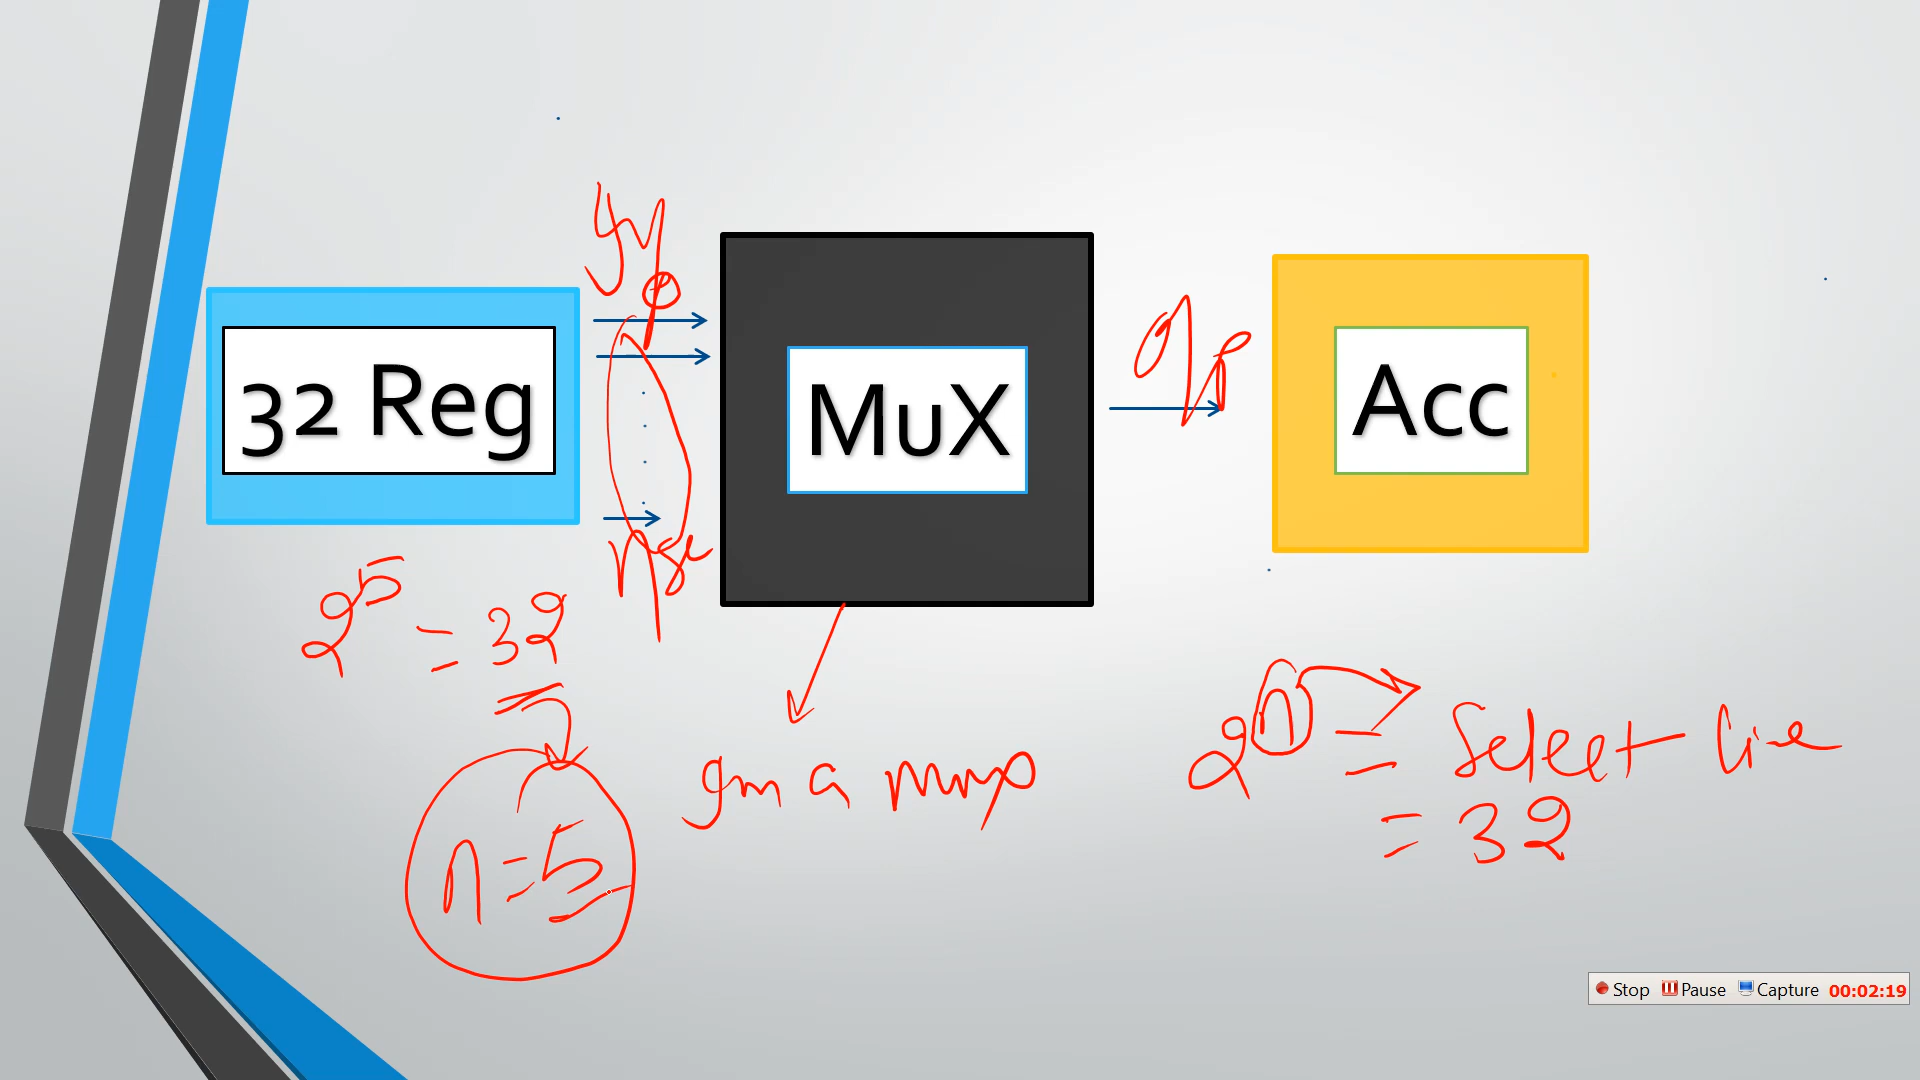 32 Reg
MuX
Acc
2^5 = 32
n = 5
In a mux
2^n = Select line
= 32
Stop Pause Capture 00:02:19